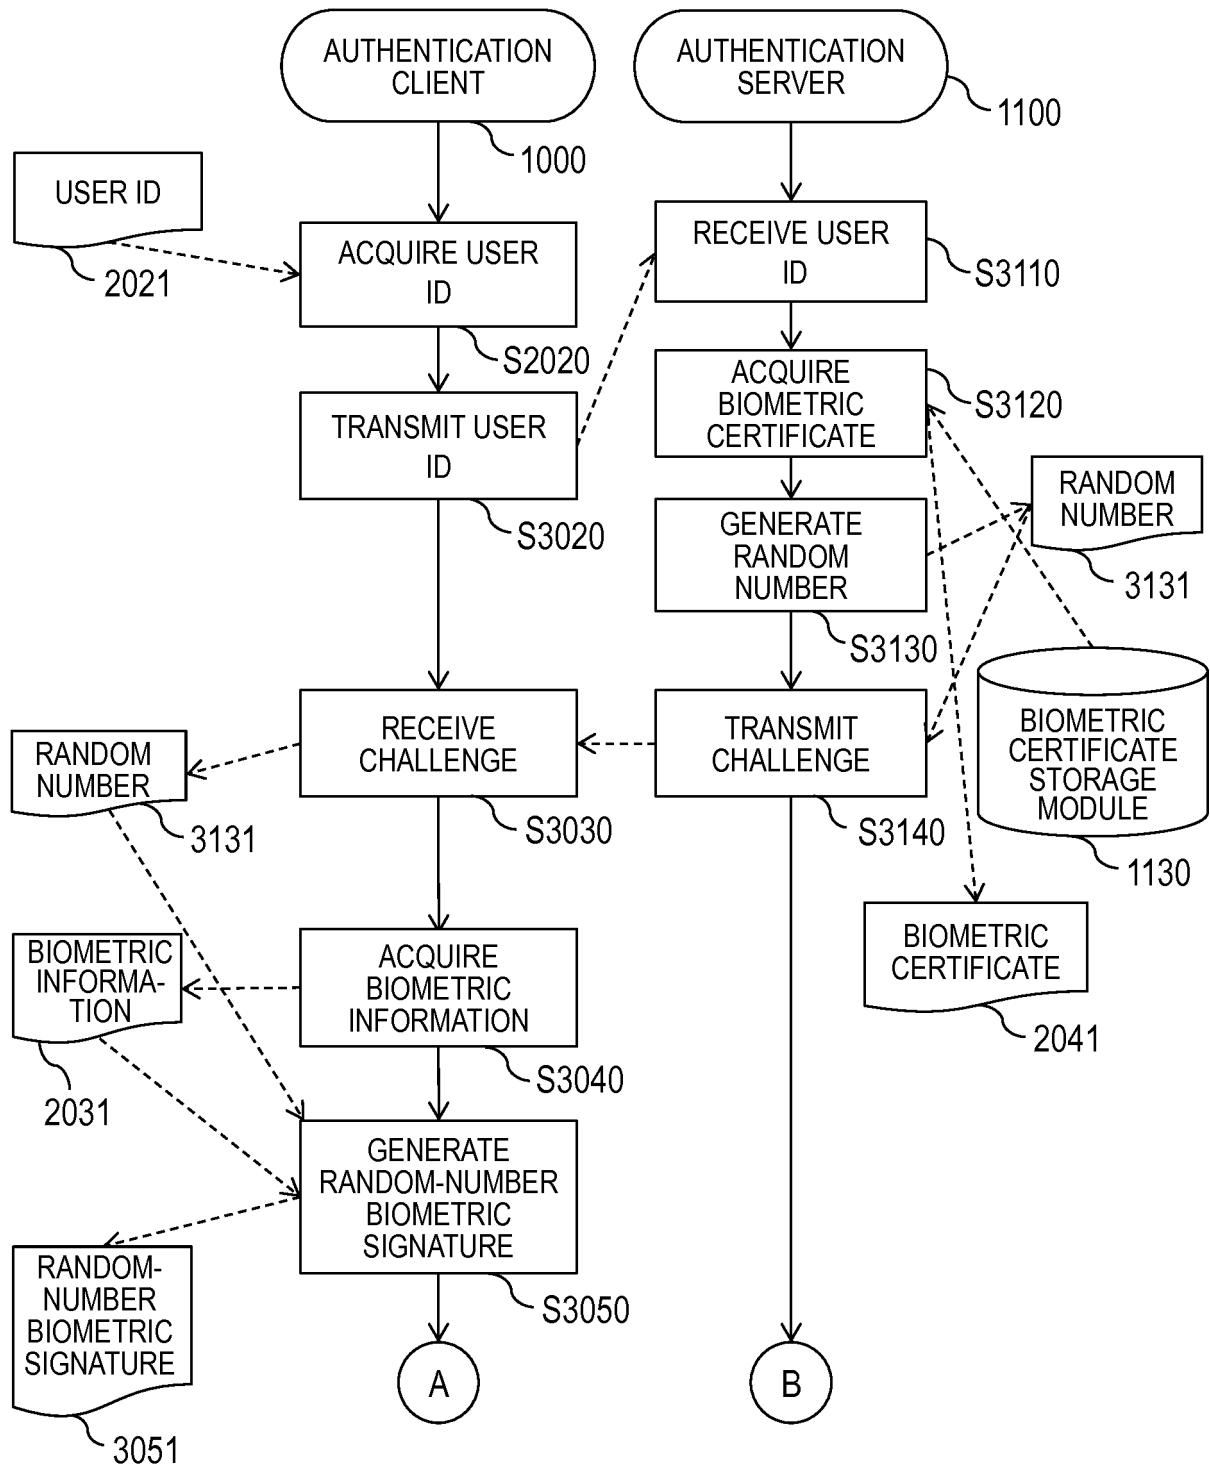 AUTHENTICATION
CLIENT
1000
AUTHENTICATION
SERVER
1100
USER ID
2021
ACQUIRE USER
ID
S2020
RECEIVE USER
ID
S3110
TRANSMIT USER
ID
S3020
ACQUIRE
BIOMETRIC
CERTIFICATE
S3120
GENERATE
RANDOM
NUMBER
S3130
RANDOM
NUMBER
3131
BIOMETRIC
CERTIFICATE
STORAGE
MODULE
1130
RECEIVE
CHALLENGE
S3030
TRANSMIT
CHALLENGE
S3140
RANDOM
NUMBER
3131
BIOMETRIC
CERTIFICATE
2041
BIOMETRIC
INFORMA-
TION
2031
ACQUIRE
BIOMETRIC
INFORMATION
S3040
GENERATE
RANDOM-NUMBER
BIOMETRIC
SIGNATURE
S3050
RANDOM-
NUMBER
BIOMETRIC
SIGNATURE
3051
A
B